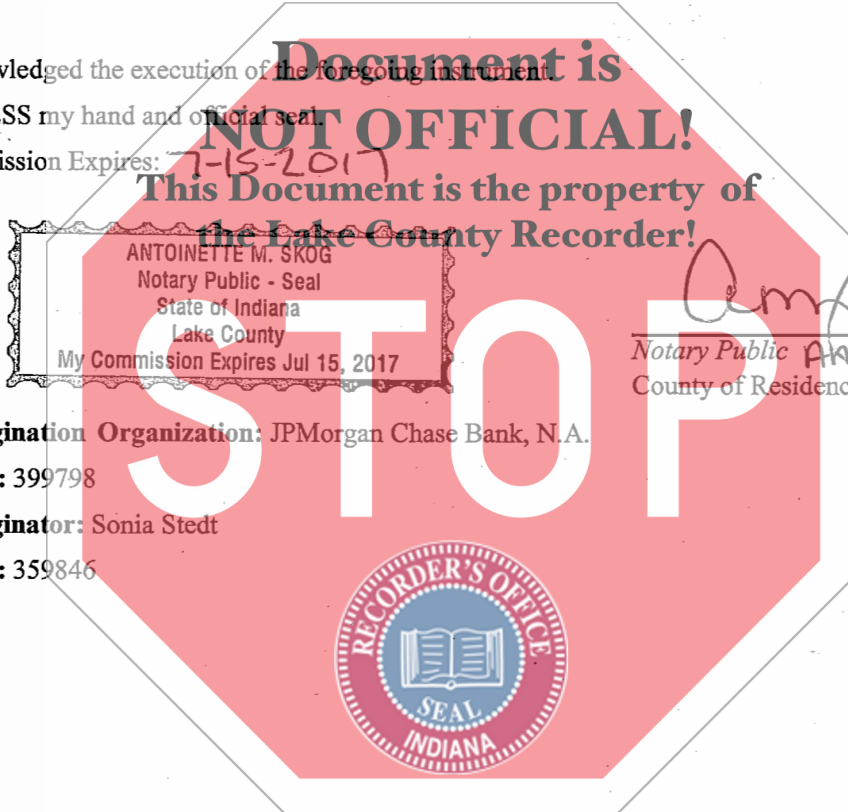 Document is
wledged the execution of the foregoing instrument.
SS my hand and official seal.
NOT OFFICIAL!
ission Expires: 7-15-2017
This Document is the property of
the Lake County Recorder!
ANTOINETTE M. SKOG
Notary Public - Seal
State of Indiana
Lake County
My Commission Expires Jul 15, 2017
Notary Public
County of Residenc
STOP
gination Organization: JPMorgan Chase Bank, N.A.
: 399798
ginator: Sonia Stedt
: 359846
RECORDER'S OFFICE
SEAL
INDIANA